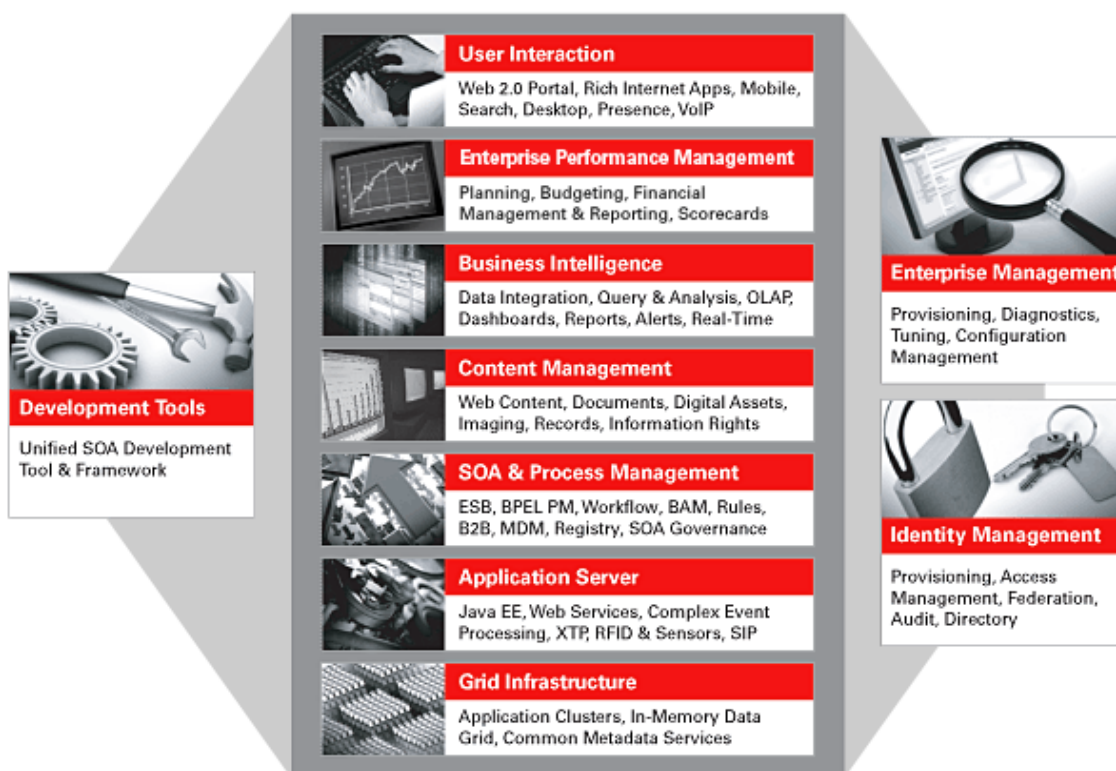 User Interaction
Web 2.0 Portal, Rich Internet Apps, Mobile,
Search, Desktop, Presence, VoIP
Enterprise Performance Management
Planning, Budgeting, Financial
Management & Reporting, Scorecards
Business Intelligence
Data Integration, Query & Analysis, OLAP,
Dashboards, Reports, Alerts, Real-Time
Content Management
Web Content, Documents, Digital Assets,
Imaging, Records, Information Rights
SOA & Process Management
ESB, BPEL PM, Workflow, BAM, Rules,
B2B, MDM, Registry, SOA Governance
Application Server
Java EE, Web Services, Complex Event
Processing, XTP, RFID & Sensors, SIP
Grid Infrastructure
Application Clusters, In-Memory Data
Grid, Common Metadata Services
Development Tools
Unified SOA Development
Tool & Framework
Enterprise Management
Provisioning, Diagnostics,
Tuning, Configuration
Management
Identity Management
Provisioning, Access
Management, Federation,
Audit, Directory